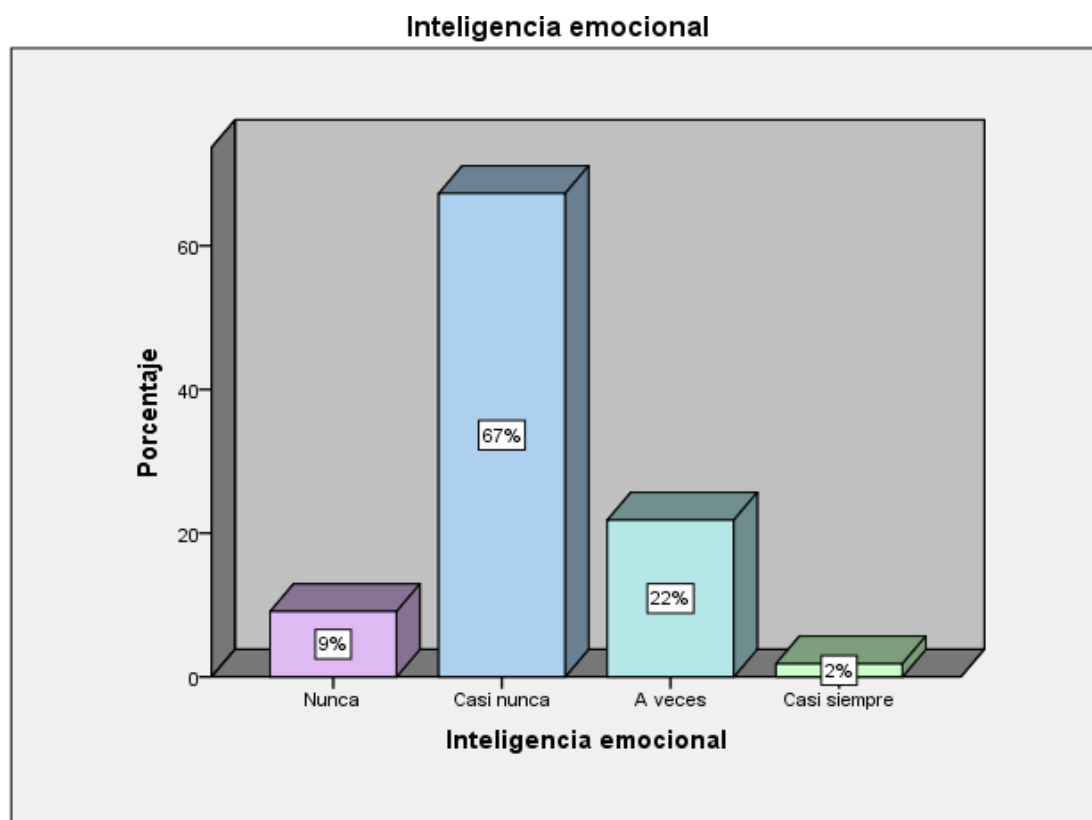 Inteligencia emocional
Porcentaje
60
40
20
0
67%
22%
9%
2%
Nunca
Casi nunca
A veces
Casi siempre
Inteligencia emocional